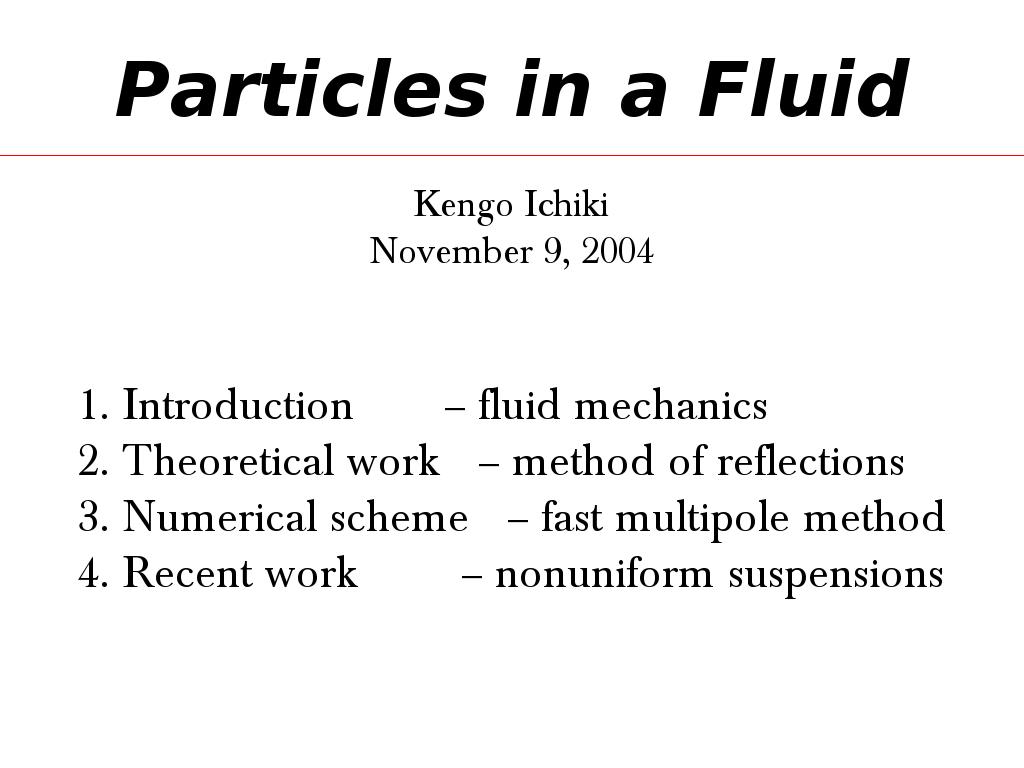 Particles in a Fluid
Kengo Ichiki
November 9, 2004
1. Introduction – fluid mechanics
2. Theoretical work – method of reflections
3. Numerical scheme – fast multipole method
4. Recent work – nonuniform suspensions